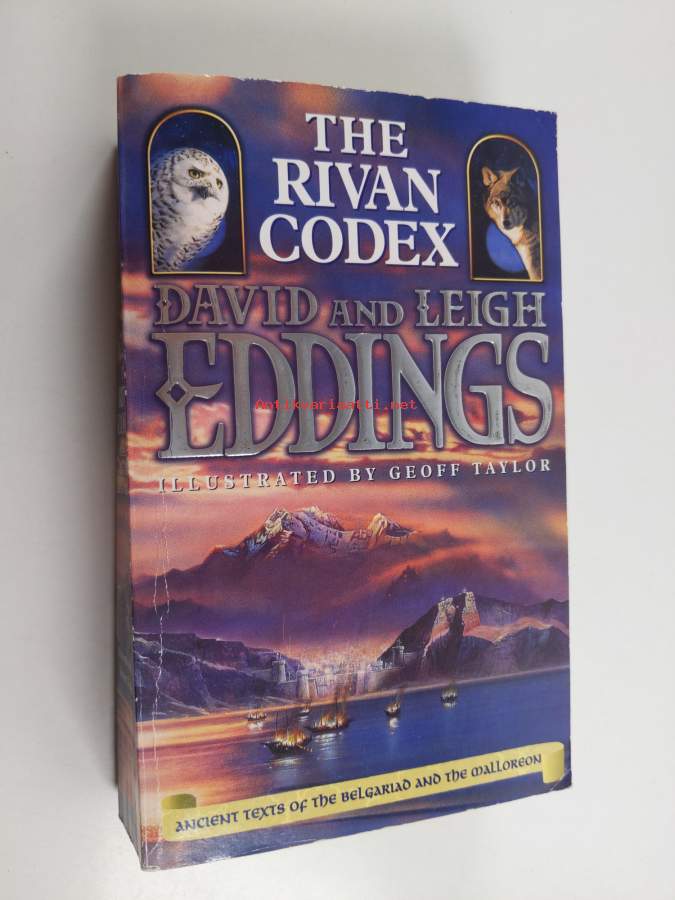 THE
RIVAN
CODEX
DAVID AND LEIGH
EDDINGS
Antikvariaatti.net
ILLUSTRATED BY GEOFF TAYLOR
ANCIENT TEXTS OF THE BELGARIAD AND THE MALLOREON